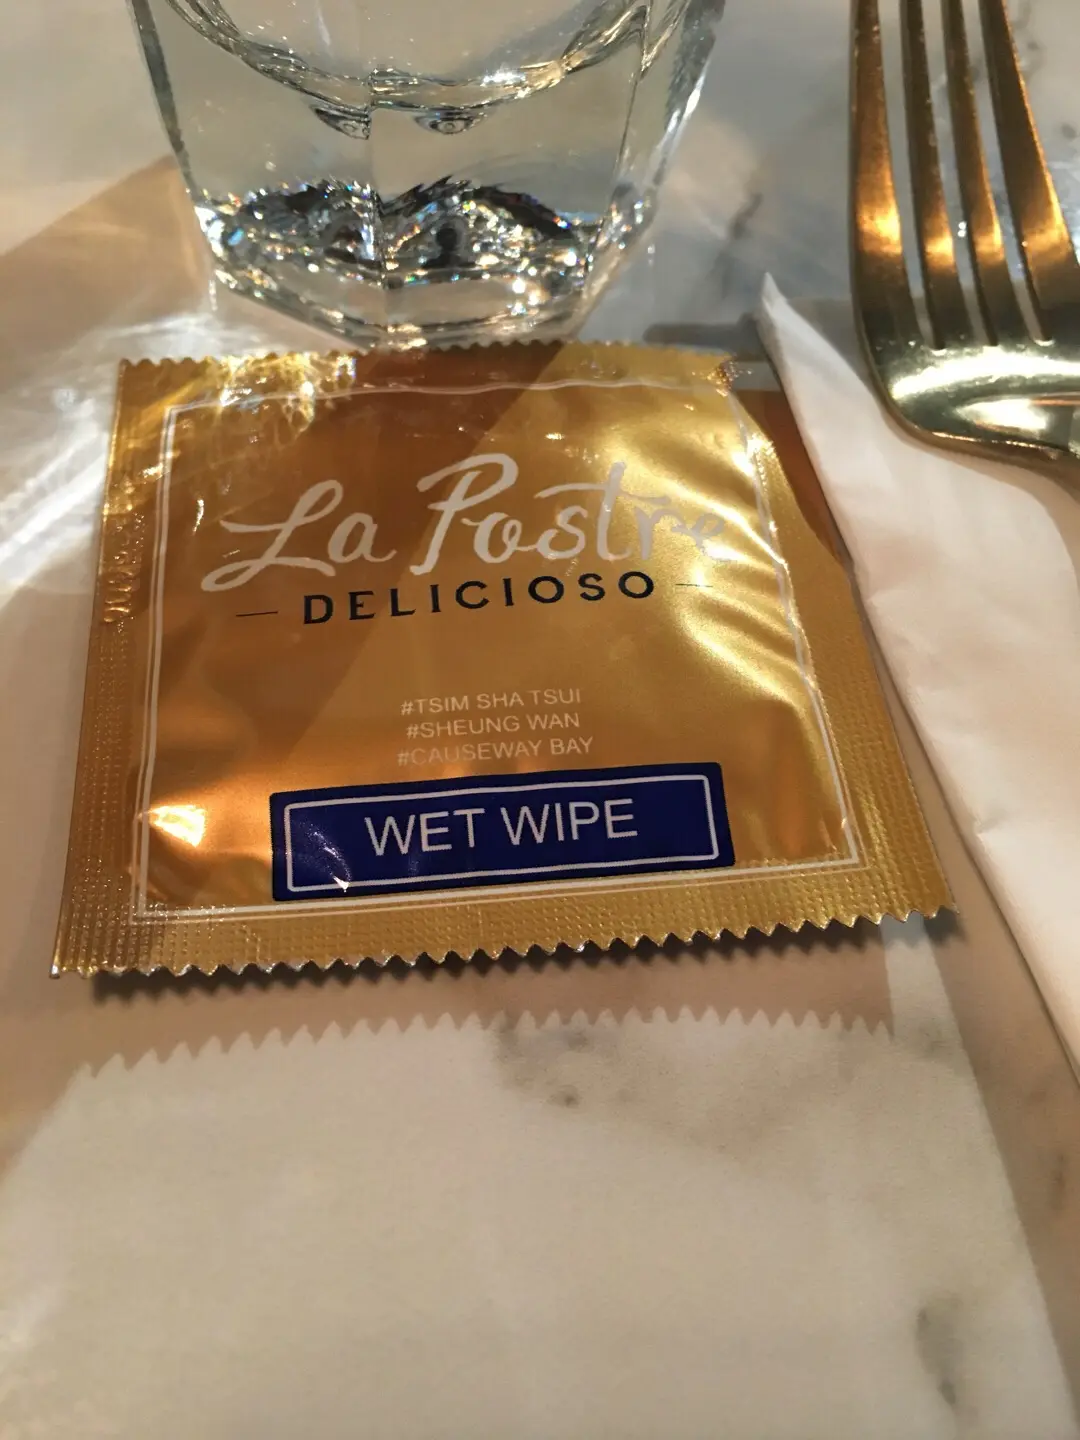 La Postre
DELICIOSO
#TSIM SHA TSUI
#SHEUNG WAN
#CAUSEWAY BAY
WET WIPE